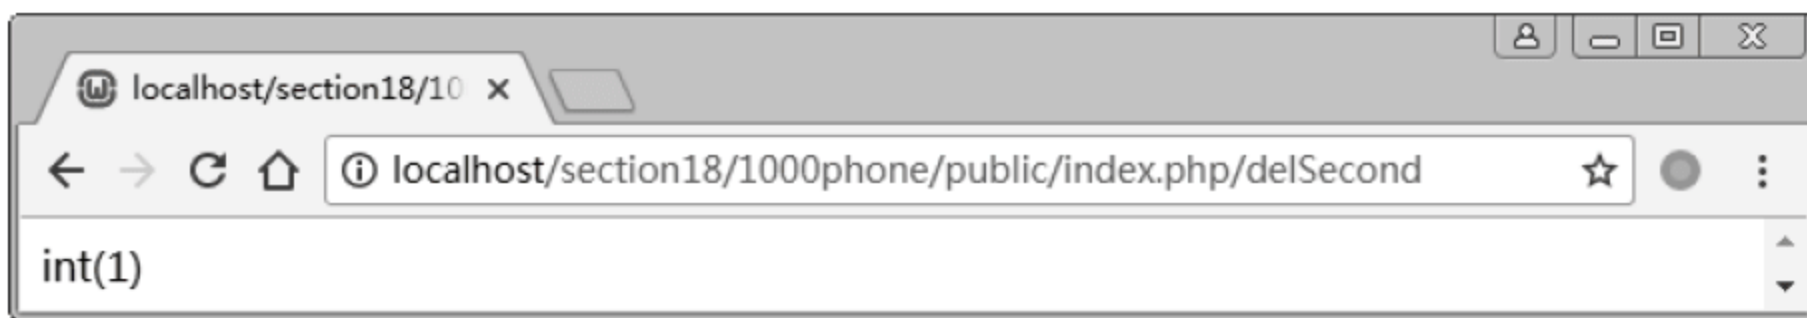 localhost/section18/10
localhost/section18/1000phone/public/index.php/delSecond
int(1)